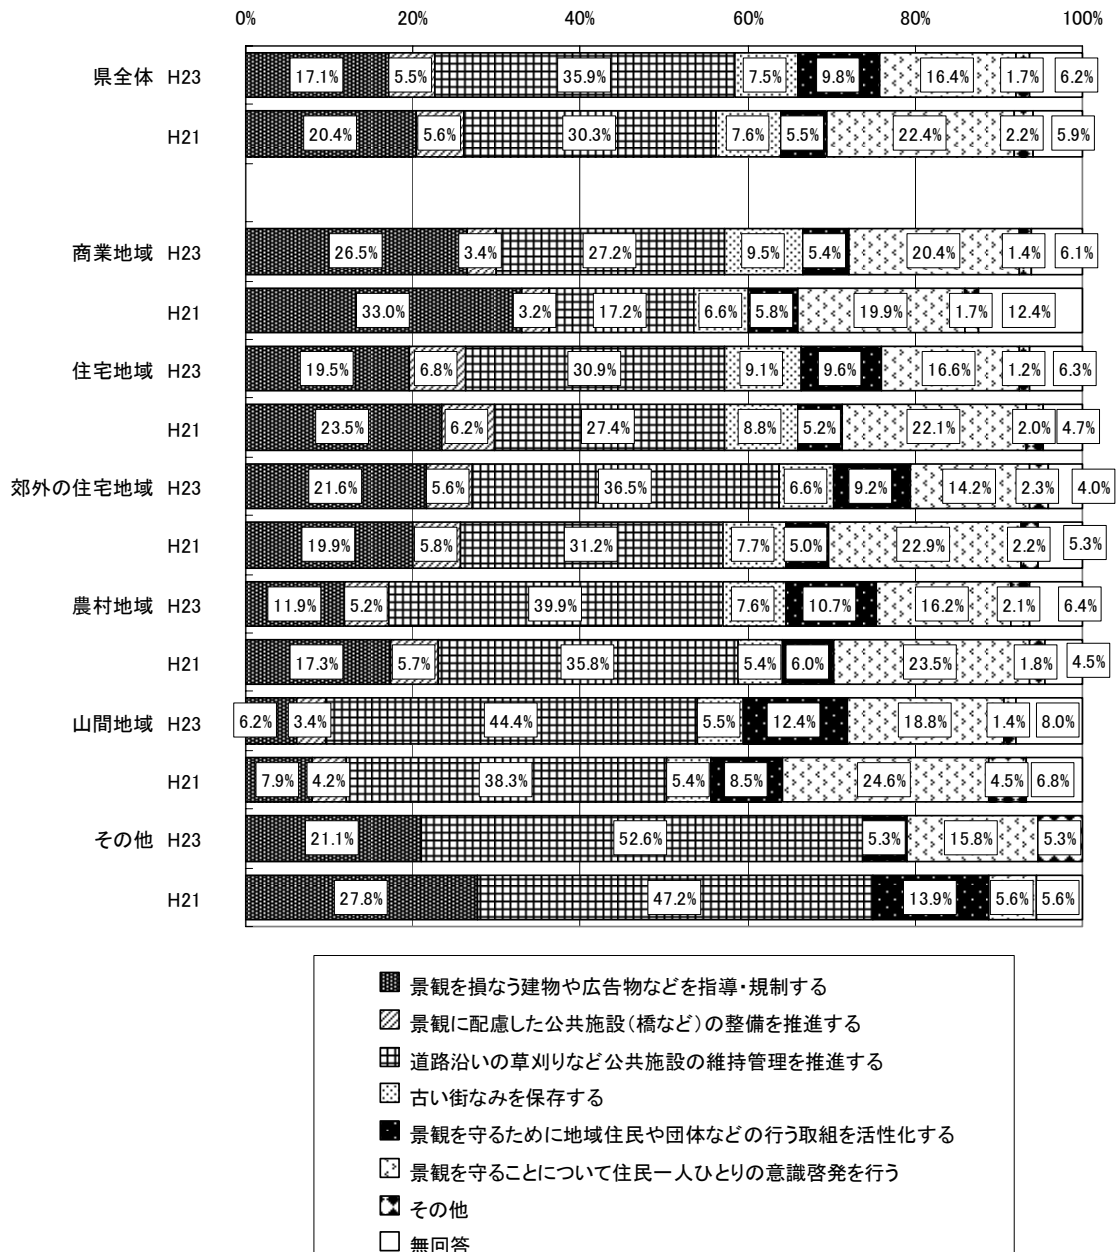 0% 20% 40% 60% 80% 100%
県全体 H23 17.1% 5.5% 35.9% 7.5% 9.8% 16.4% 1.7% 6.2%
H21 20.4% 5.6% 30.3% 7.6% 5.5% 22.4% 2.2% 5.9%
商業地域 H23 26.5% 3.4% 27.2% 9.5% 5.4% 20.4% 1.4% 6.1%
H21 33.0% 3.2% 17.2% 6.6% 5.8% 19.9% 1.7% 12.4%
住宅地域 H23 19.5% 6.8% 30.9% 9.1% 9.6% 16.6% 1.2% 6.3%
H21 23.5% 6.2% 27.4% 8.8% 5.2% 22.1% 2.0% 4.7%
郊外の住宅地域 H23 21.6% 5.6% 36.5% 6.6% 9.2% 14.2% 2.3% 4.0%
H21 19.9% 5.8% 31.2% 7.7% 5.0% 22.9% 2.2% 5.3%
農村地域 H23 11.9% 5.2% 39.9% 7.6% 10.7% 16.2% 2.1% 6.4%
H21 17.3% 5.7% 35.8% 5.4% 6.0% 23.5% 1.8% 4.5%
山間地域 H23 6.2% 3.4% 44.4% 5.5% 12.4% 18.8% 1.4% 8.0%
H21 7.9% 4.2% 38.3% 5.4% 8.5% 24.6% 4.5% 6.8%
その他 H23 21.1% 52.6% 5.3% 15.8% 5.3%
H21 27.8% 47.2% 13.9% 5.6% 5.6%
景観を損なう建物や広告物などを指導・規制する
景観に配慮した公共施設(橋など)の整備を推進する
道路沿いの草刈りなど公共施設の維持管理を推進する
古い街なみを保存する
景観を守るために地域住民や団体などの行う取組を活性化する
景観を守ることについて住民一人ひとりの意識啓発を行う
その他
無回答